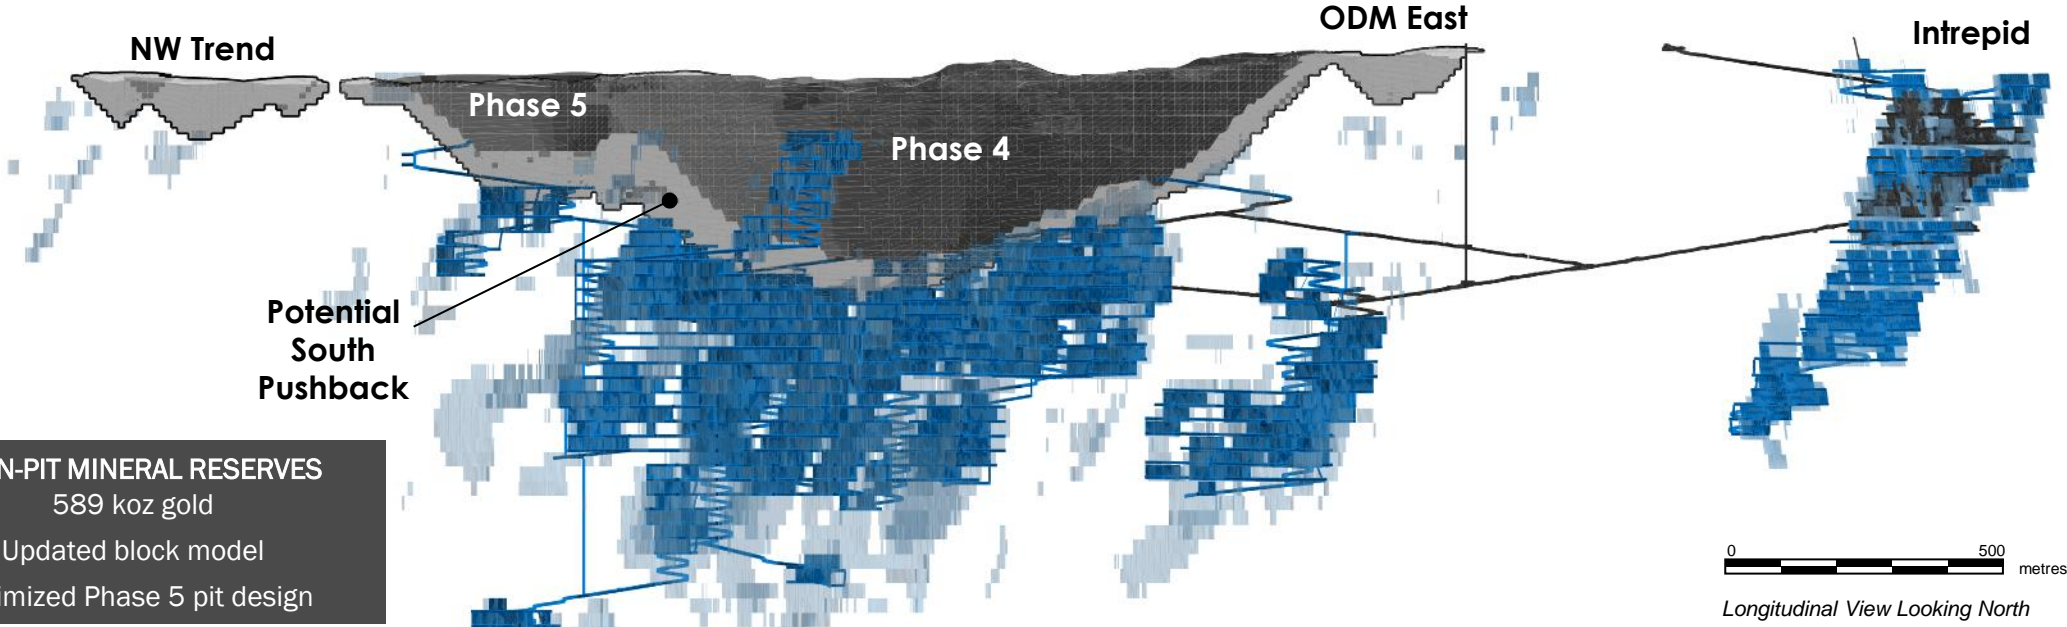 NW Trend
ODM East
Intrepid
Phase 5
Phase 4
Potential
South
Pushback
N-PIT MINERAL RESERVES
589 koz gold
Updated block model
imized Phase 5 pit design
0 500
metres
Longitudinal View Looking North